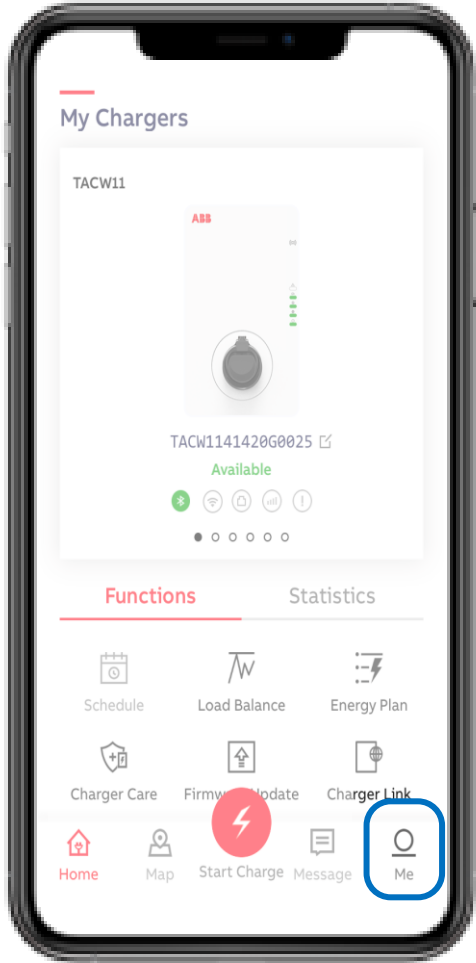 My Chargers
TACW11
ABB
TACW1141420G0025
Available
Functions Statistics
Schedule Load Balance Energy Plan
Charger Care Firmware Update Charger Link
Home Map Start Charge Message Me